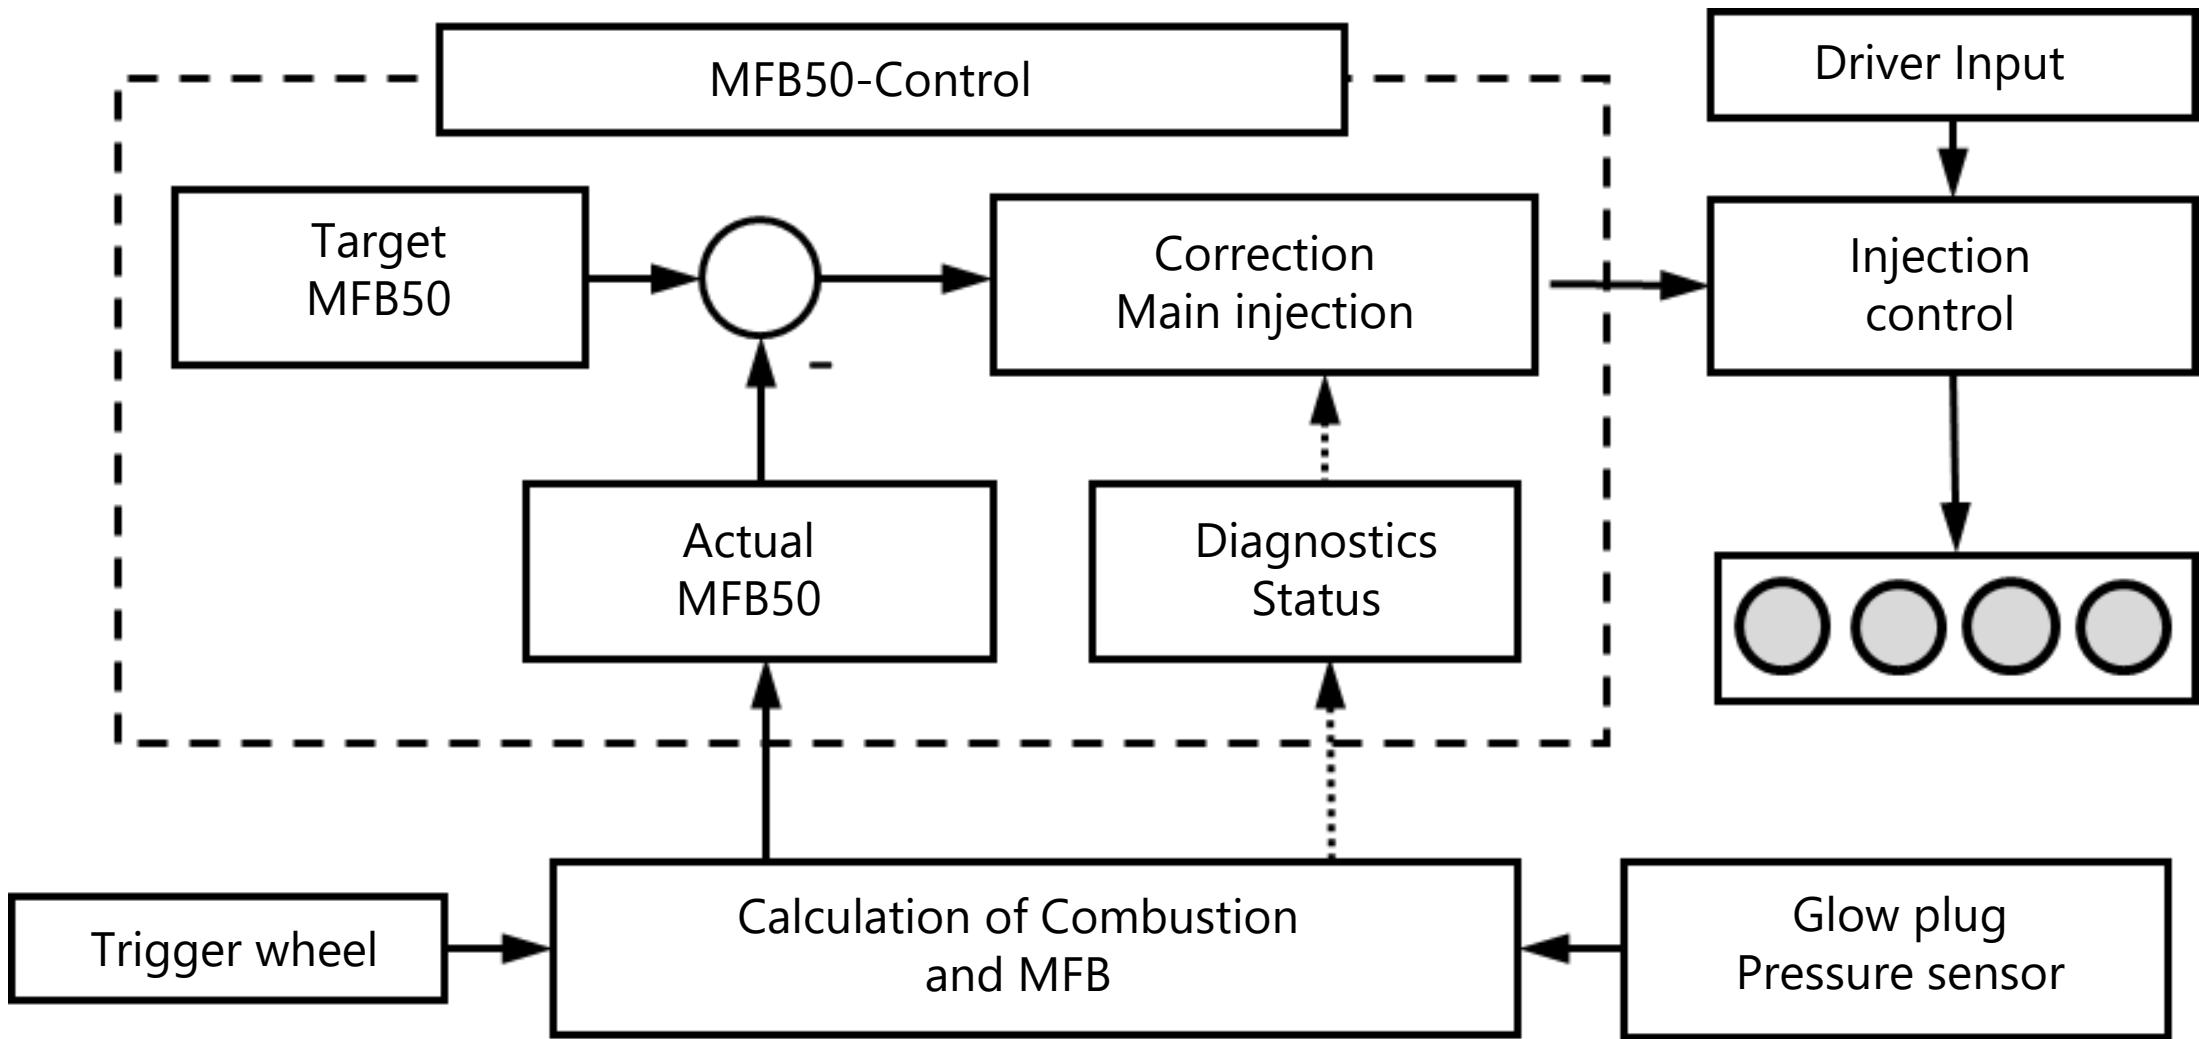 MFB50-Control
Driver Input
Target
MFB50
Correction
Main injection
Injection
control
-
Actual
MFB50
Diagnostics
Status
Trigger wheel
Calculation of Combustion
and MFB
Glow plug
Pressure sensor